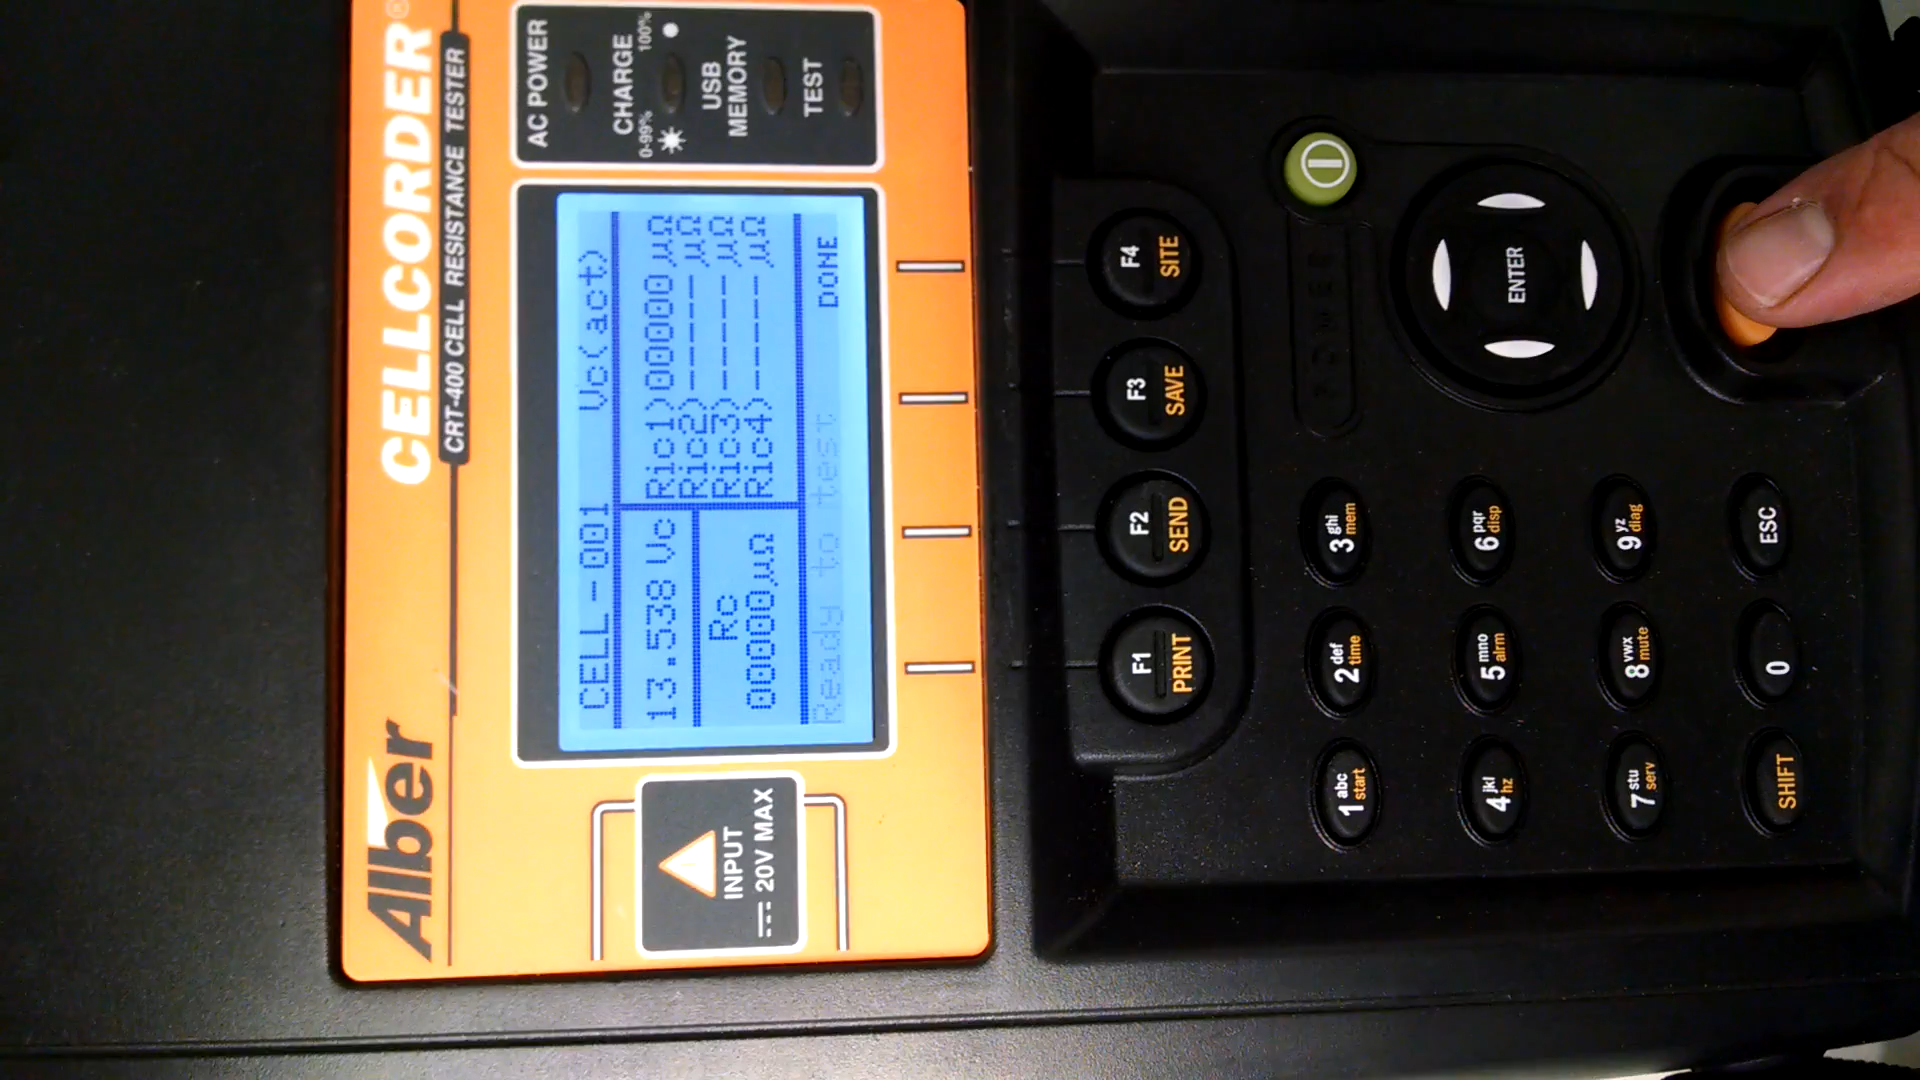 Alber
CELLCORDER®
CRT-400 CELL RESISTANCE TESTER
INPUT
20V MAX
CELL-001 Vc(act)
13.538 Vc
Rc
00000µΩ
Ric1)00000 µΩ
Ric2)----- µΩ
Ric3)----- µΩ
Ric4)----- µΩ
Ready to test DONE
AC POWER
CHARGE
0-99% 100%
USB
MEMORY
TEST
F1
PRINT
F2
SEND
F3
SAVE
F4
SITE
POWER
ENTER
1 abc start
2 def time
3 ghi mem
4 jkl hz
5 mno alrm
6 pqr disp
7 stu serv
8 vwx mute
9 yz diag
SHIFT
0
ESC